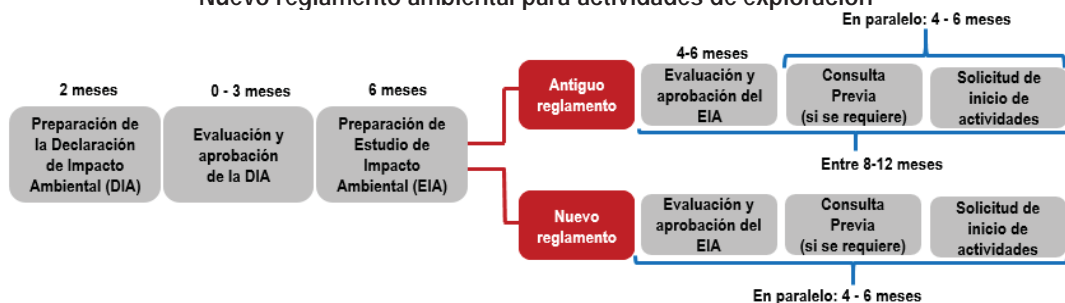 Nuevo reglamento ambiental para actividades de exploración
En paralelo: 4 - 6 meses
2 meses
0 - 3 meses
6 meses
4-6 meses
Preparación de
la Declaración
de Impacto
Ambiental (DIA)
Evaluación y
aprobación
de la DIA
Preparación de
Estudio de
Impacto
Ambiental (EIA)
Antiguo
reglamento
Evaluación y
aprobación del
EIA
Consulta
Previa
(si se requiere)
Solicitud de
inicio de
actividades
Entre 8-12 meses
Nuevo
reglamento
Evaluación y
aprobación del
EIA
Consulta
Previa
(si se requiere)
Solicitud de
inicio de
actividades
En paralelo: 4 - 6 meses